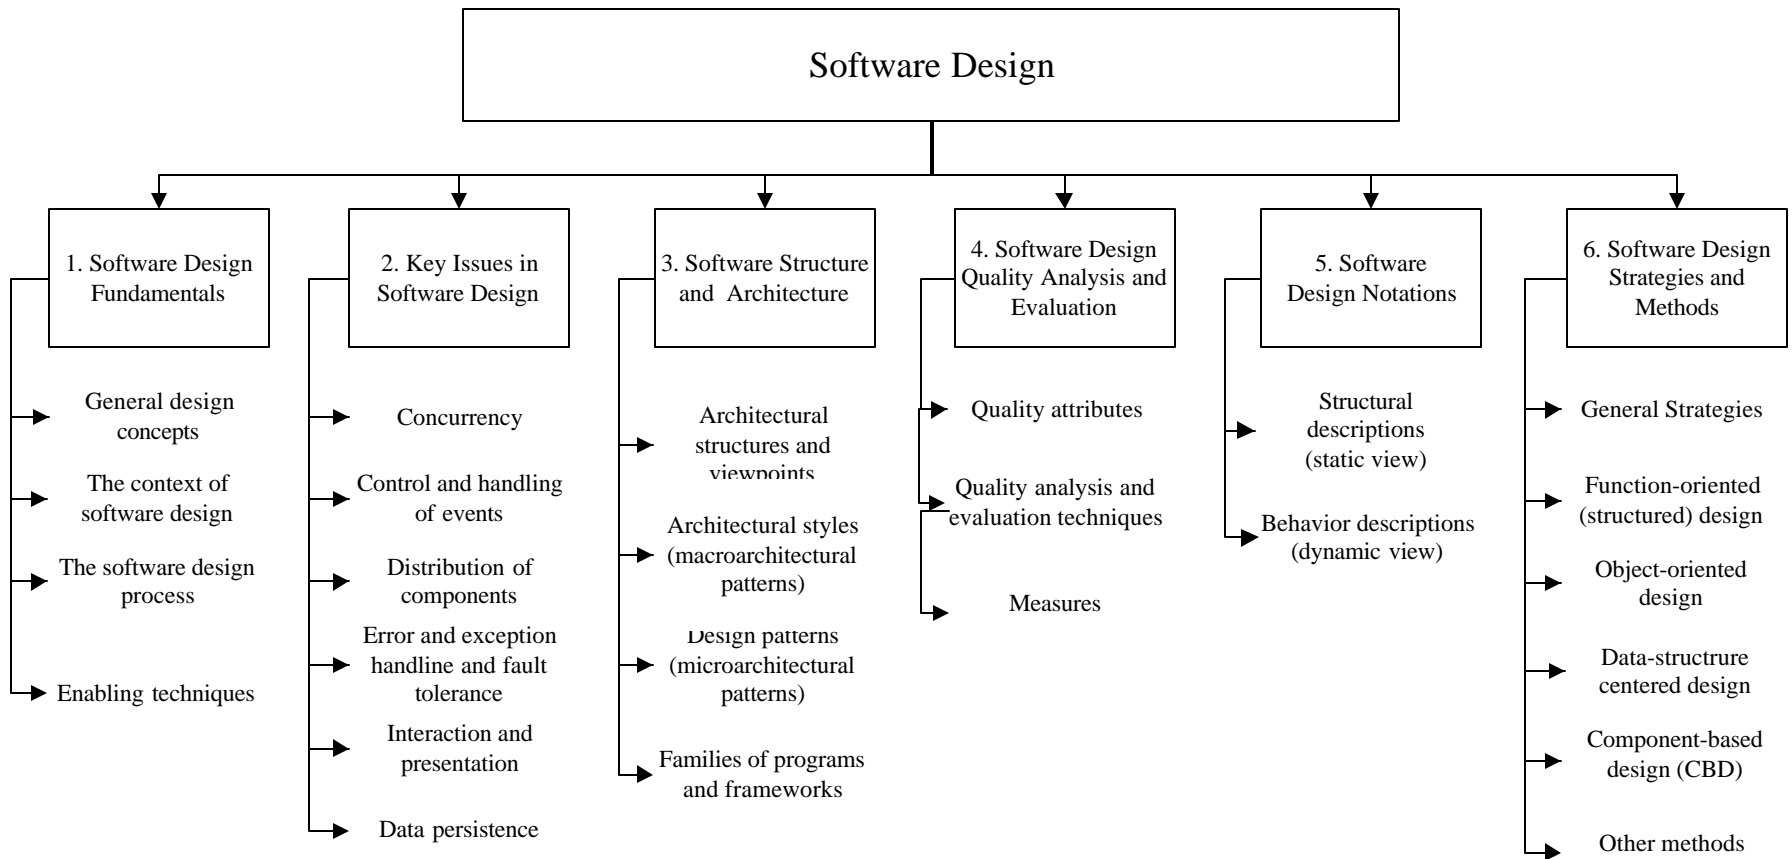 Software Design
1. Software Design
Fundamentals
General design
concepts
The context of
software design
The software design
process
Enabling techniques
2. Key Issues in
Software Design
Concurrency
Control and handling
of events
Distribution of
components
Error and exception
handline and fault
tolerance
Interaction and
presentation
Data persistence
3. Software Structure
and Architecture
Architectural
structures and
viewpoints
Architectural styles
(macroarchitectural
patterns)
Design patterns
(microarchitectural
patterns)
Families of programs
and frameworks
4. Software Design
Quality Analysis and
Evaluation
Quality attributes
Quality analysis and
evaluation techniques
Measures
5. Software
Design Notations
Structural
descriptions
(static view)
Behavior descriptions
(dynamic view)
6. Software Design
Strategies and
Methods
General Strategies
Function-oriented
(structured) design
Object-oriented
design
Data-structrure
centered design
Component-based
design (CBD)
Other methods